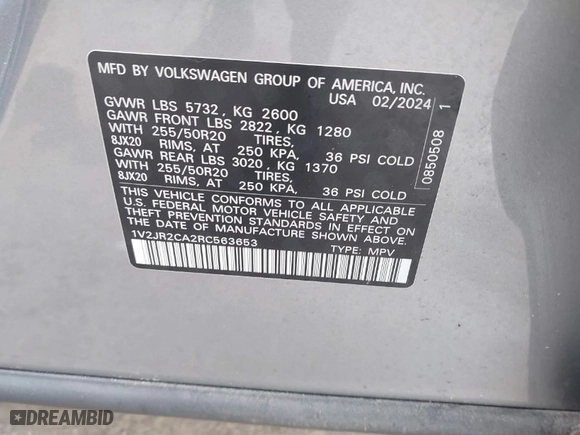 MFD BY VOLKSWAGEN GROUP OF AMERICA, INC.
USA 02/2024
GVWR LBS 5732, KG 2600
GAWR FRONT LBS 2822, KG 1280
WITH 255/50R20 TIRES,
8JX20 RIMS, AT 250 KPA, 36 PSI COLD
GAWR REAR LBS 3020, KG 1370
WITH 255/50R20 TIRES,
8JX20 RIMS, AT 250 KPA, 36 PSI COLD
THIS VEHICLE CONFORMS TO ALL APPLICABLE
U.S. FEDERAL MOTOR VEHICLE SAFETY AND
THEFT PREVENTION STANDARDS IN EFFECT ON
THE DATE OF MANUFACTURE SHOWN ABOVE.
1V2JR2CA2RC563653
TYPE: MPV
0850508 1
DREAMBID